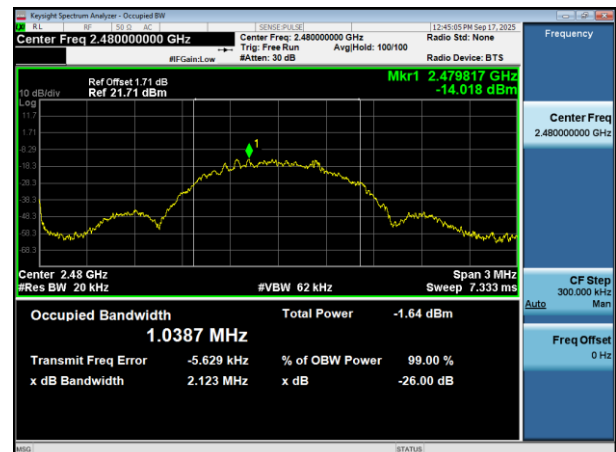 Keysight Spectrum Analyzer - Occupied BW
RL RF 50 Ω AC SENSE:PULSE 12:45:05 PM Sep 17, 2025
Center Freq 2.480000000 GHz
Center Freq: 2.480000000 GHz
Radio Std: None
Trig: Free Run Avg|Hold: 100/100
#IFGain:Low #Atten: 30 dB Radio Device: BTS
Ref Offset 1.71 dB
Ref 21.71 dBm
Mkr1 2.479817 GHz
-14.018 dBm
10 dB/div
Log
11.7
1.71
-8.29
-18.3
-28.3
-38.3
-48.3
-58.3
-68.3
1
Center 2.48 GHz Span 3 MHz
#Res BW 20 kHz #VBW 62 kHz Sweep 7.333 ms
Occupied Bandwidth Total Power -1.64 dBm
1.0387 MHz
Transmit Freq Error -5.629 kHz % of OBW Power 99.00 %
x dB Bandwidth 2.123 MHz x dB -26.00 dB
MSG STATUS
Frequency
Center Freq
2.480000000 GHz
CF Step
300.000 kHz
Auto Man
Freq Offset
0 Hz